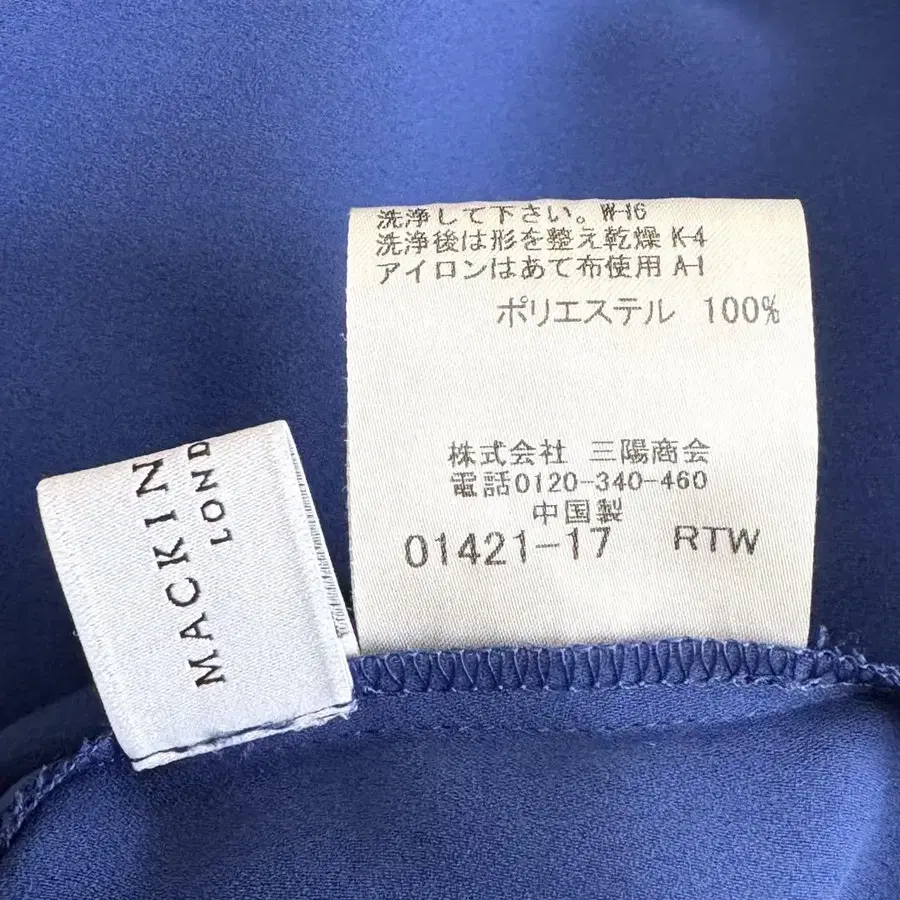 洗浄して下さい。W-16
洗浄後は形を整え乾燥 K-4
アイロンはあて布使用 A-1
ポリエステル 100%
株式会社 三陽商会
電話0120-340-460
中国製
01421-17 RTW
MACKIN
LOND